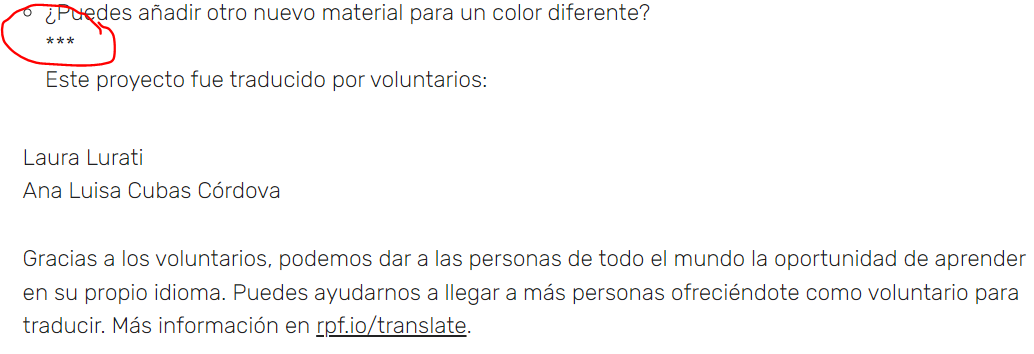 ¿Puedes añadir otro nuevo material para un color diferente?
***
Este proyecto fue traducido por voluntarios:
Laura Lurati
Ana Luisa Cubas Córdova
Gracias a los voluntarios, podemos dar a las personas de todo el mundo la oportunidad de aprender
en su propio idioma. Puedes ayudarnos a llegar a más personas ofreciéndote como voluntario para
traducir. Más información en rpf.io/translate.